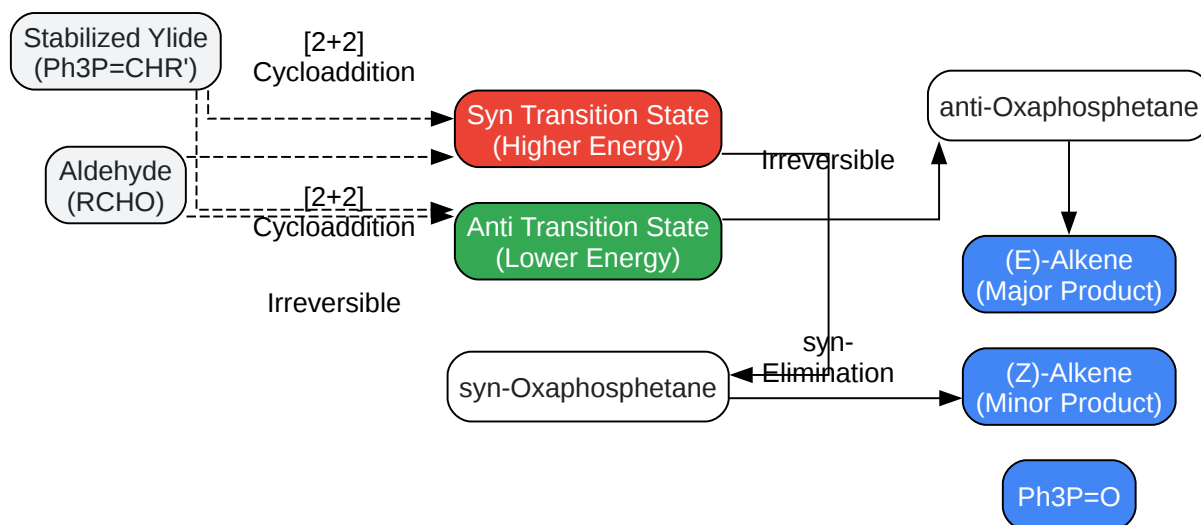 Stabilized Ylide
(Ph3P=CHR')
[2+2]
Cycloaddition
Aldehyde
(RCHO)
[2+2]
Cycloaddition
Irreversible
Syn Transition State
(Higher Energy)
Anti Transition State
(Lower Energy)
Irreversible
anti-Oxaphosphetane
(E)-Alkene
(Major Product)
syn-Oxaphosphetane
syn-
Elimination
(Z)-Alkene
(Minor Product)
Ph3P=O